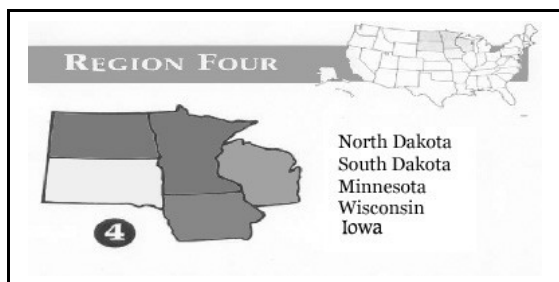 REGION FOUR
North Dakota
South Dakota
Minnesota
Wisconsin
Iowa
4